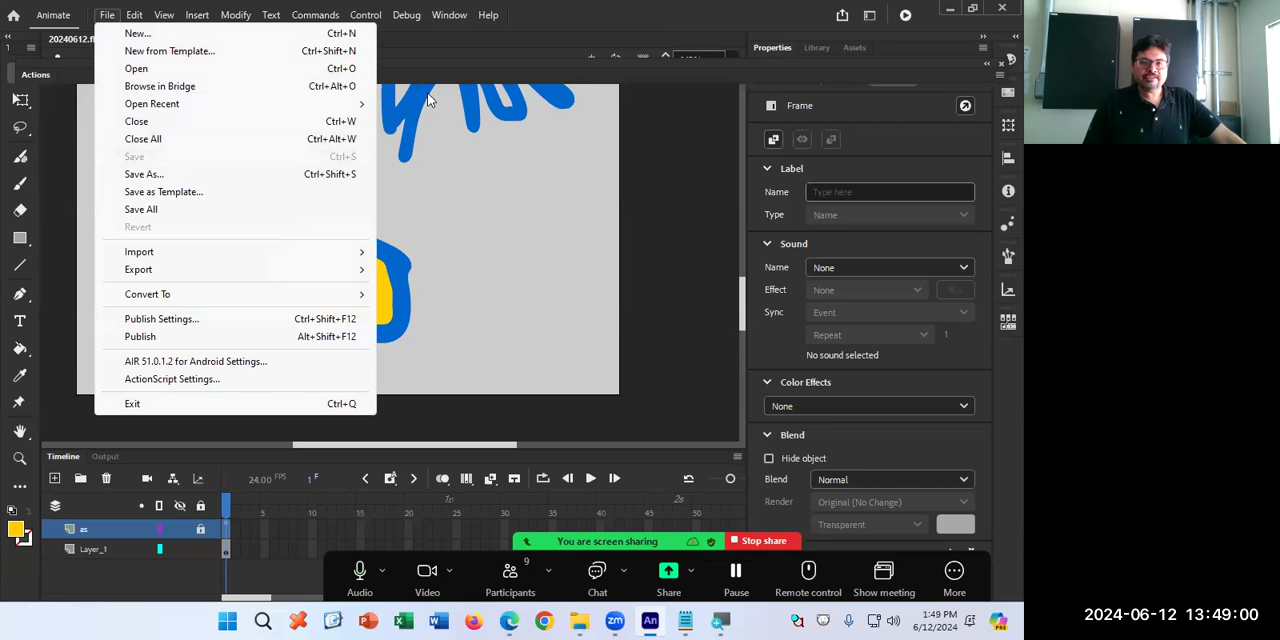 Animate File Edit View Insert Modify Text Commands Control Debug Window Help
20240612.f
Actions
New... Ctrl+N
New from Template... Ctrl+Shift+N
Open Ctrl+O
Browse in Bridge Ctrl+Alt+O
Open Recent
Close Ctrl+W
Close All Ctrl+Alt+W
Save Ctrl+S
Save As... Ctrl+Shift+S
Save as Template...
Save All
Revert
Import
Export
Convert To
Publish Settings... Ctrl+Shift+F12
Publish Alt+Shift+F12
AIR 51.0.1.2 for Android Settings...
ActionScript Settings...
Exit Ctrl+Q
Properties Library Assets
Frame
Label
Name Type here
Type Name
Sound
Name None
Effect None
Sync Event
Repeat 1
No sound selected
Color Effects
None
Blend
Hide object
Blend Normal
Render Original (No Change)
Transparent
Timeline Output
24.00 FPS 1 F
1s 2s
5 10 15 20 25 30 35 40 45 50
as
Layer_1
You are screen sharing Stop share
9
Audio Video Participants Chat Share Pause Remote control Show meeting More
1:49 PM
6/12/2024
2024-06-12 13:49:00